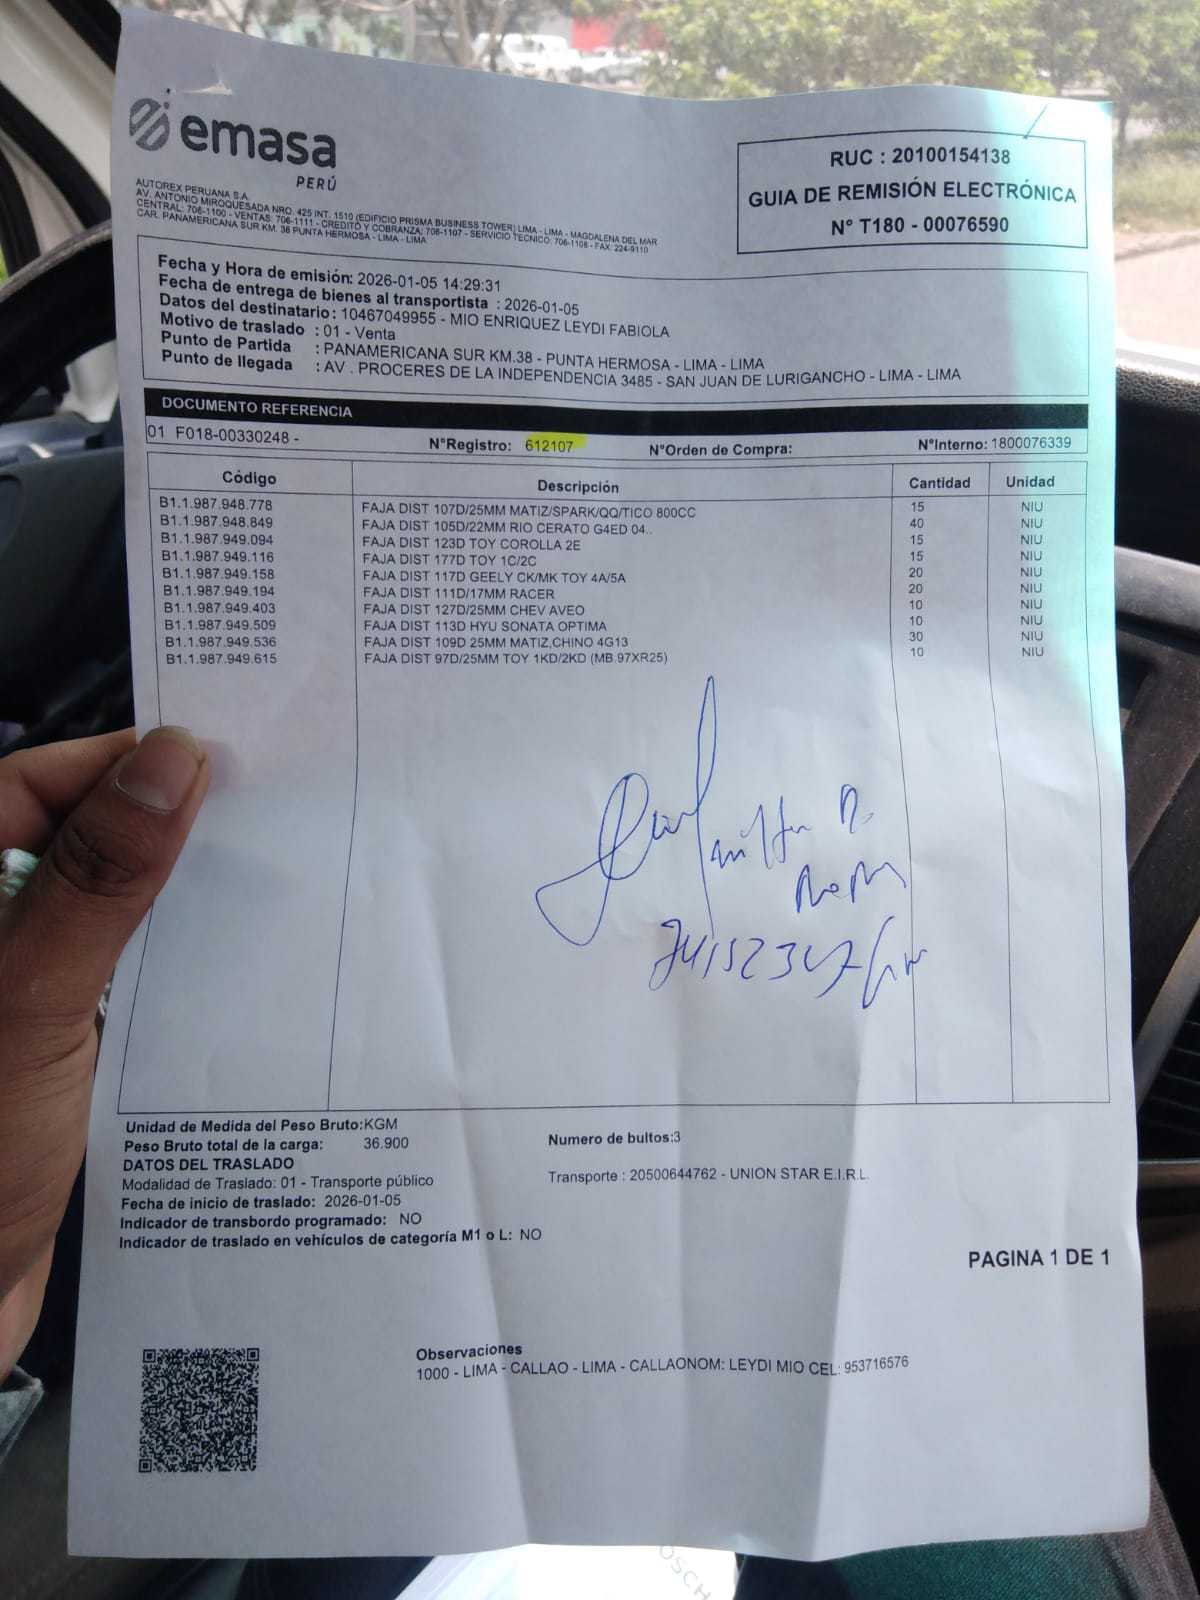 emasa
PERÚ
AUTOREX PERUANA S.A.
AV. ANTONIO MIROQUESADA NRO. 425 INT. 1510 (EDIFICIO PRISMA BUSINESS TOWER) LIMA - LIMA - MAGDALENA DEL MAR
CENTRAL: 706-1100 - VENTAS: 706-1111 - CREDITO Y COBRANZA: 706-1107 - SERVICIO TECNICO: 706-1108 - FAX: 224-9110
CAR. PANAMERICANA SUR KM. 38 PUNTA HERMOSA - LIMA - LIMA
RUC : 20100154138
GUIA DE REMISIÓN ELECTRÓNICA
N° T180 - 00076590
Fecha y Hora de emisión: 2026-01-05 14:29:31
Fecha de entrega de bienes al transportista : 2026-01-05
Datos del destinatario: 10467049955 - MIO ENRIQUEZ LEYDI FABIOLA
Motivo de traslado : 01 - Venta
Punto de Partida : PANAMERICANA SUR KM.38 - PUNTA HERMOSA - LIMA - LIMA
Punto de llegada : AV . PROCERES DE LA INDEPENDENCIA 3485 - SAN JUAN DE LURIGANCHO - LIMA - LIMA
DOCUMENTO REFERENCIA
01 F018-00330248 - N°Registro: 612107 N°Orden de Compra: N°Interno: 1800076339
Código Descripción Cantidad Unidad
B1.1.987.948.778 FAJA DIST 107D/25MM MATIZ/SPARK/QQ/TICO 800CC 15 NIU
B1.1.987.948.849 FAJA DIST 105D/22MM RIO CERATO G4ED 04.. 40 NIU
B1.1.987.949.094 FAJA DIST 123D TOY COROLLA 2E 15 NIU
B1.1.987.949.116 FAJA DIST 177D TOY 1C/2C 15 NIU
B1.1.987.949.158 FAJA DIST 117D GEELY CK/MK TOY 4A/5A 20 NIU
B1.1.987.949.194 FAJA DIST 111D/17MM RACER 20 NIU
B1.1.987.949.403 FAJA DIST 127D/25MM CHEV AVEO 10 NIU
B1.1.987.949.509 FAJA DIST 113D HYU SONATA OPTIMA 10 NIU
B1.1.987.949.536 FAJA DIST 109D 25MM MATIZ,CHINO 4G13 30 NIU
B1.1.987.949.615 FAJA DIST 97D/25MM TOY 1KD/2KD (MB.97XR25) 10 NIU
Unidad de Medida del Peso Bruto:KGM
Peso Bruto total de la carga: 36.900 Numero de bultos:3
DATOS DEL TRASLADO
Modalidad de Traslado: 01 - Transporte público Transporte : 20500644762 - UNION STAR E.I.R.L.
Fecha de inicio de traslado: 2026-01-05
Indicador de transbordo programado: NO
Indicador de traslado en vehículos de categoría M1 o L: NO
PAGINA 1 DE 1
Observaciones
1000 - LIMA - CALLAO - LIMA - CALLAONOM: LEYDI MIO CEL: 953716576